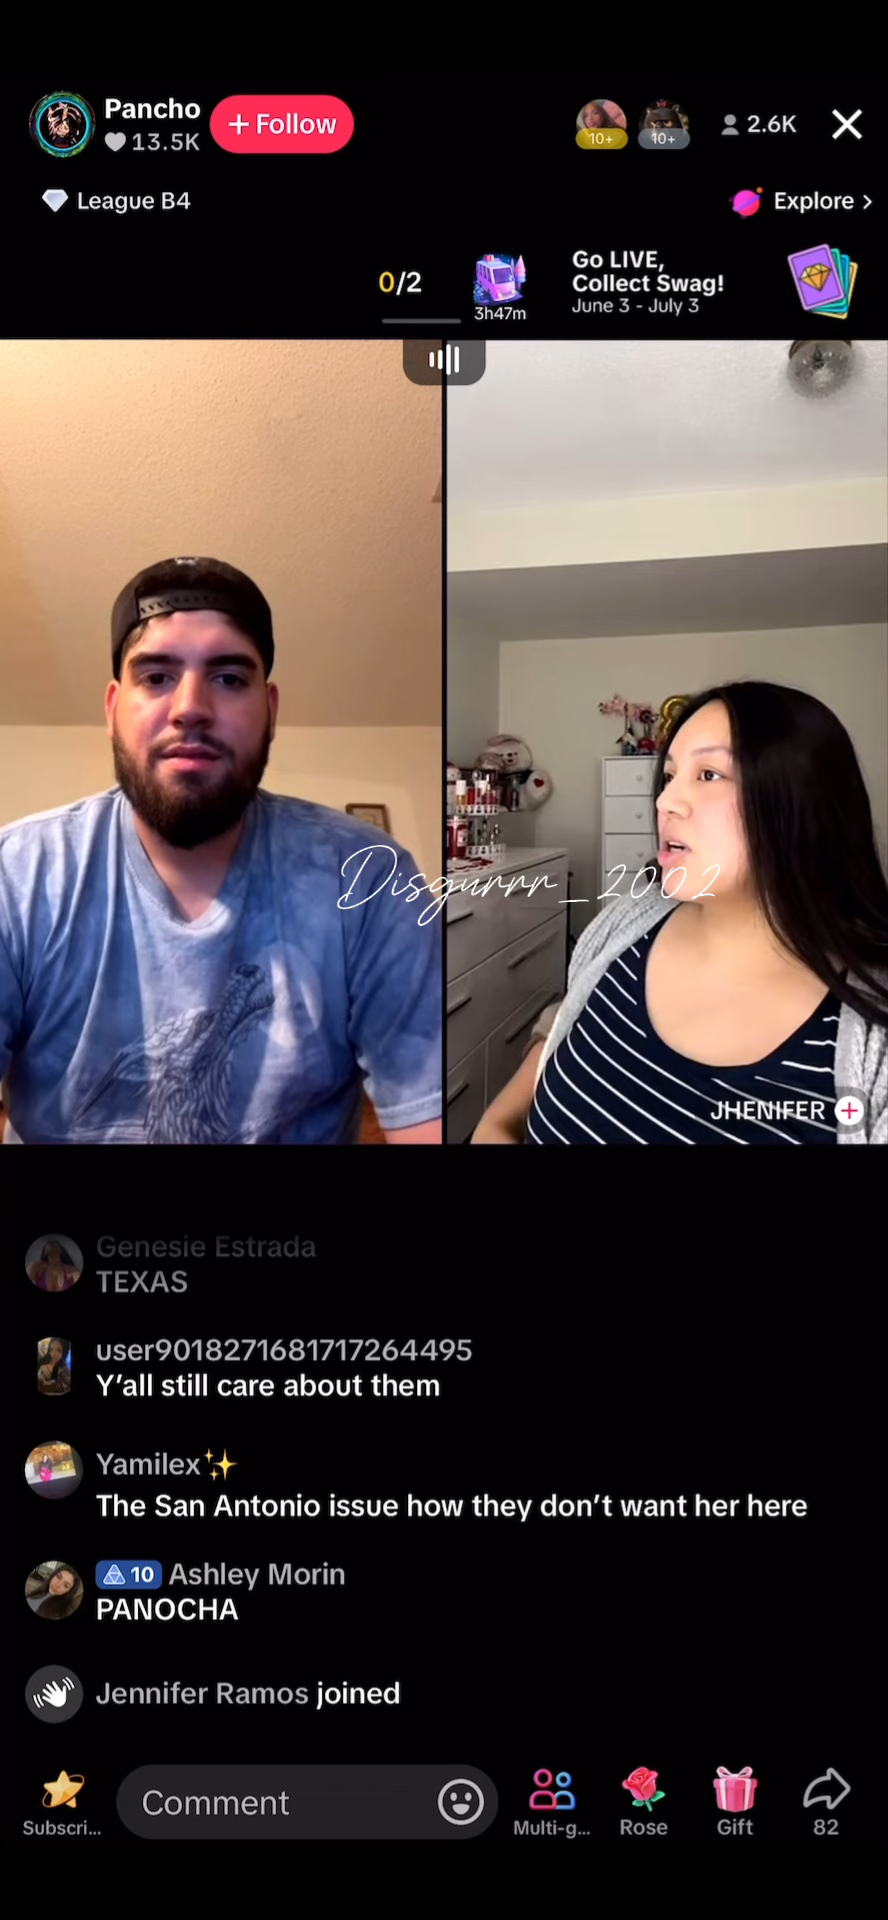 Pancho
+ Follow
13.5K
10+
10+
2.6K
League B4
Explore >
0/2
3h47m
Go LIVE,
Collect Swag!
June 3 - July 3
Disgurrr_2002
JHENIFER
Genesie Estrada
TEXAS
user9018271681717264495
Y'all still care about them
Yamilex✨
The San Antonio issue how they don't want her here
10 Ashley Morin
PANOCHA
Jennifer Ramos joined
Subscri...
Comment
Multi-g...
Rose
Gift
82